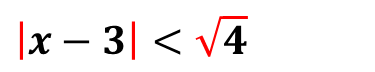 |x − 3| < √4